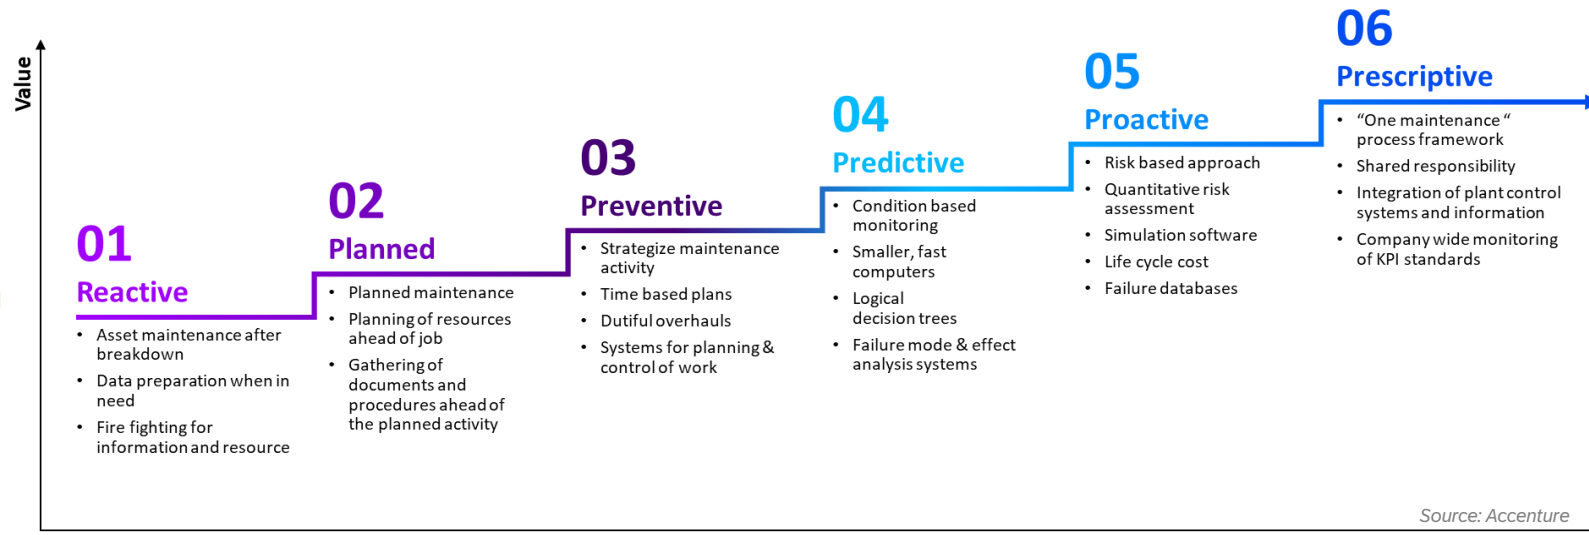 Value
01
Reactive
• Asset maintenance after
breakdown
• Data preparation when in
need
• Fire fighting for
information and resource
02
Planned
• Planned maintenance
• Planning of resources
ahead of job
• Gathering of
documents and
procedures ahead of
the planned activity
03
Preventive
• Strategize maintenance
activity
• Time based plans
• Dutiful overhauls
• Systems for planning &
control of work
04
Predictive
• Condition based
monitoring
• Smaller, fast
computers
• Logical
decision trees
• Failure mode & effect
analysis systems
05
Proactive
• Risk based approach
• Quantitative risk
assessment
• Simulation software
• Life cycle cost
• Failure databases
06
Prescriptive
• “One maintenance “
process framework
• Shared responsibility
• Integration of plant control
systems and information
• Company wide monitoring
of KPI standards
Source: Accenture